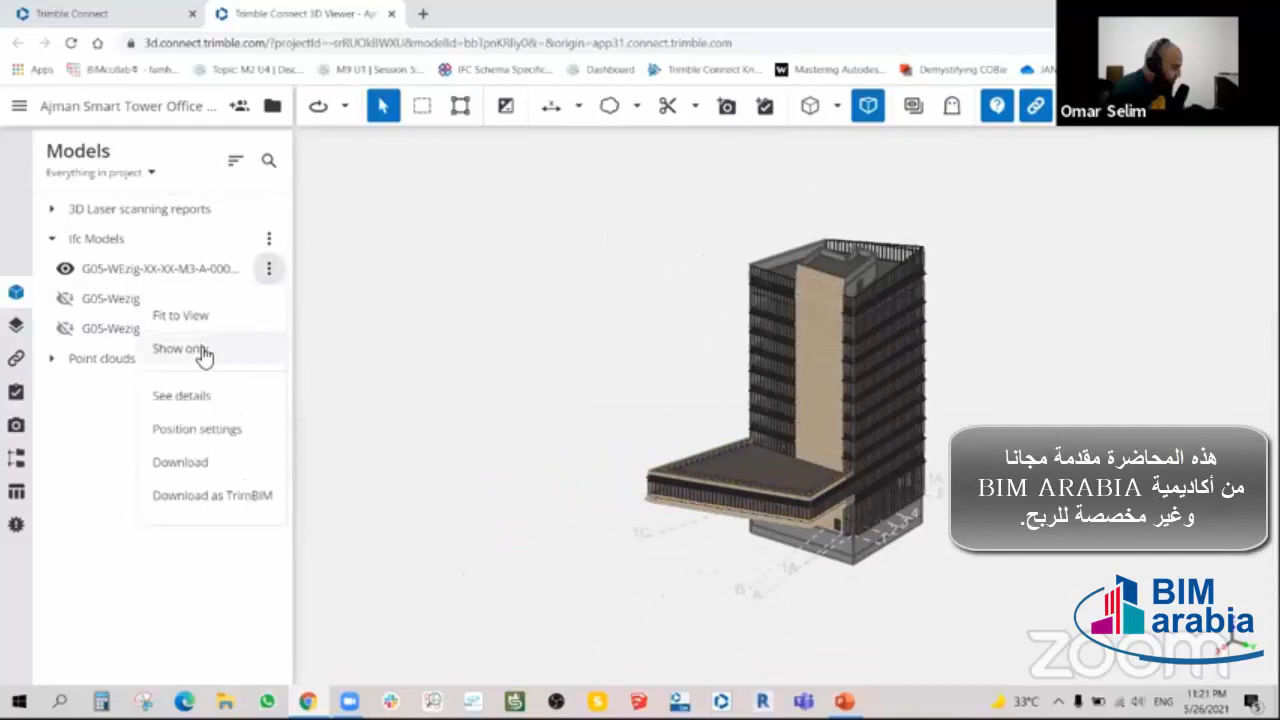 Trimble Connect
Trimble Connect 3D Viewer - Ajm
3d.connect.trimble.com/?projectId=-srRUOkBWXU&modelId=bbTpnKRliy0&=&origin=app31.connect.trimble.com
Apps
BIMcollab® - famh...
Topic: M2 U4 | Disc...
M9 U1 | Session S...
IFC Schema Specific...
Dashboard
Trimble Connect Kn...
Mastering Autodes...
Demystifying COBie
JAN
Omar Selim
Ajman Smart Tower Office ...
Models
Everything in project
3D Laser scanning reports
Ifc Models
G05-WEzig-XX-XX-M3-A-000...
G05-Wezig
Fit to View
G05-Wezig
Show only
Point clouds
See details
Position settings
Download
Download as TrimBIM
هذه المحاضرة مقدمة مجانا
من أكاديمية BIM ARABIA
وغير مخصصة للربح.
BIM
arabia
zoom
33°C
ENG
11:21 PM
5/26/2021